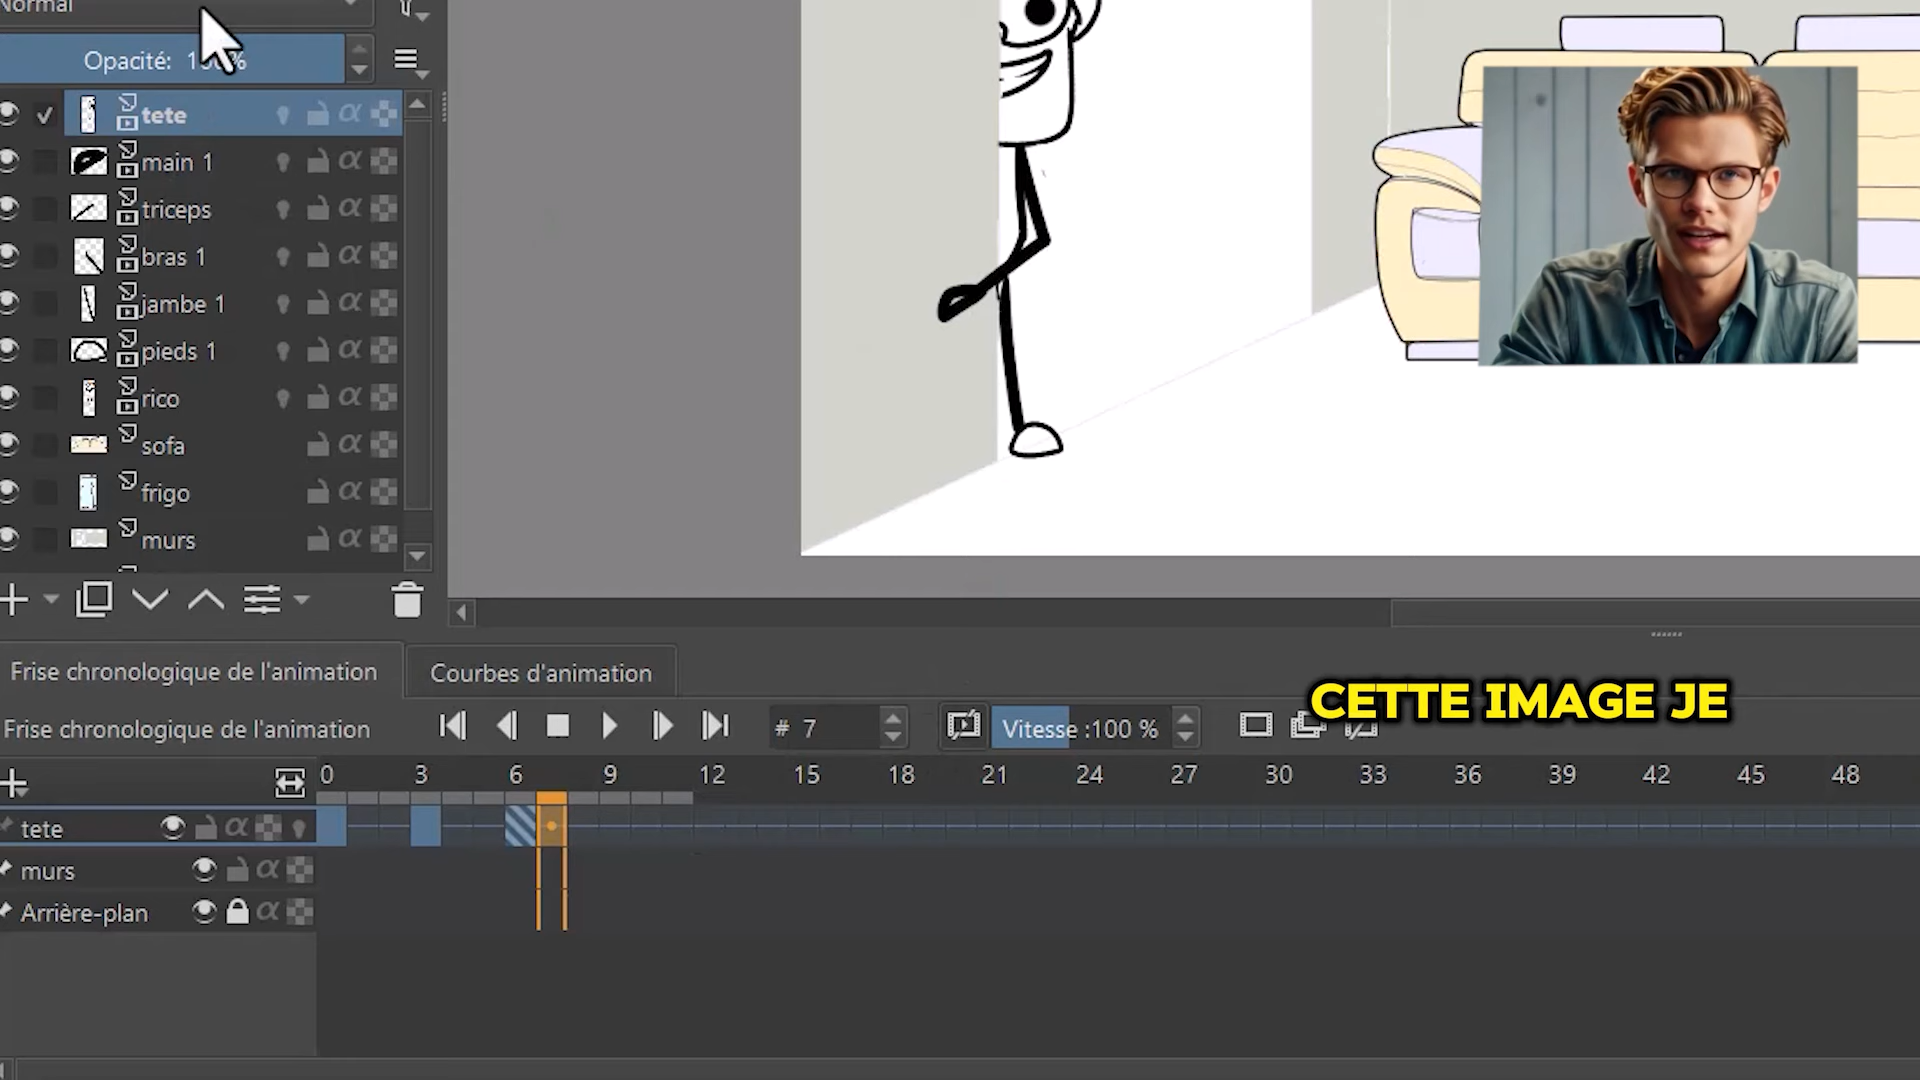 Normal
Opacité: 100%
tete
main 1
triceps
bras 1
jambe 1
pieds 1
rico
sofa
frigo
murs
Frise chronologique de l'animation
Courbes d'animation
CETTE IMAGE JE
Frise chronologique de l'animation
# 7
Vitesse :100 %
0 3 6 9 12 15 18 21 24 27 30 33 36 39 42 45 48
tete
murs
Arrière-plan